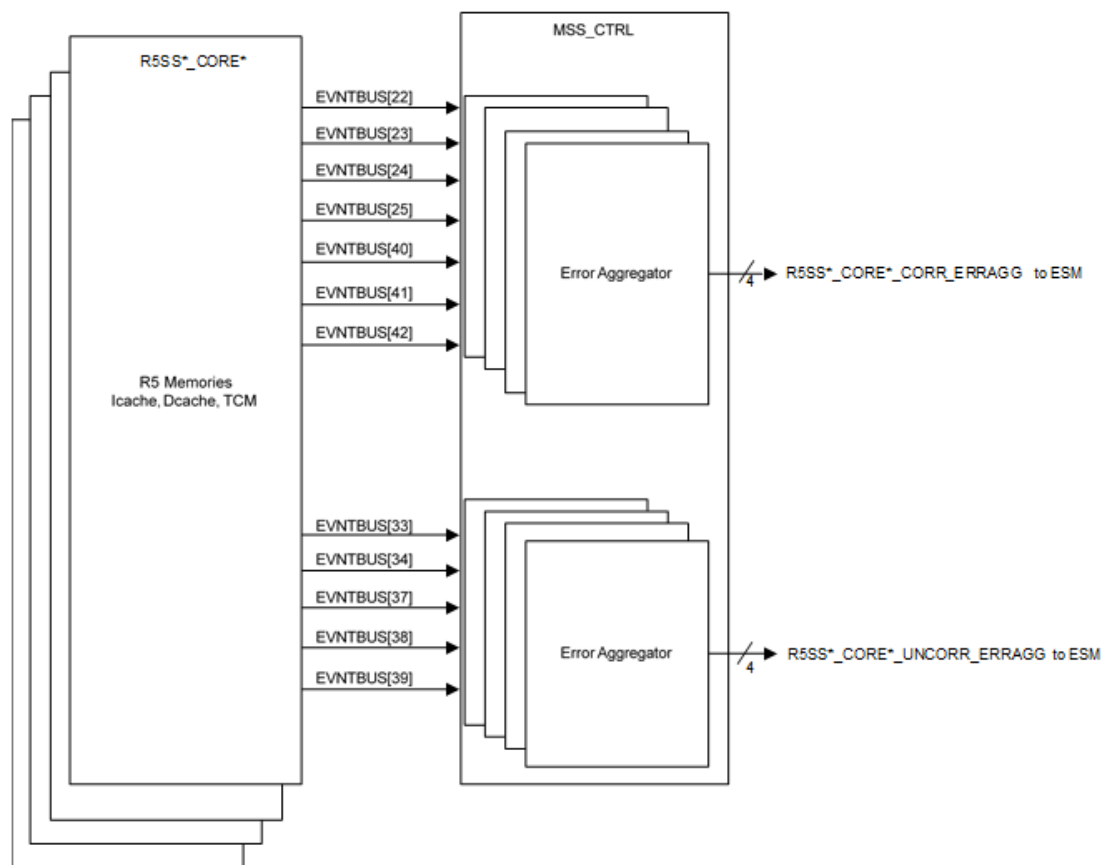 MSS_CTRL
R5SS*_CORE*
EVNTBUS[22]
EVNTBUS[23]
EVNTBUS[24]
EVNTBUS[25]
EVNTBUS[40]
EVNTBUS[41]
EVNTBUS[42]
Error Aggregator
4
R5SS*_CORE*_CORR_ERRAGG to ESM
R5 Memories
Icache, Dcache, TCM
EVNTBUS[33]
EVNTBUS[34]
EVNTBUS[37]
EVNTBUS[38]
EVNTBUS[39]
Error Aggregator
4
R5SS*_CORE*_UNCORR_ERRAGG to ESM